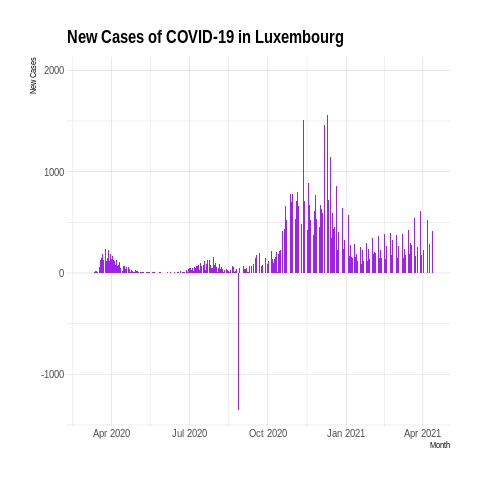 New Cases of COVID-19 in Luxembourg
New Cases
2000
1000
0
-1000
Apr 2020 Jul 2020 Oct 2020 Jan 2021 Apr 2021
Month